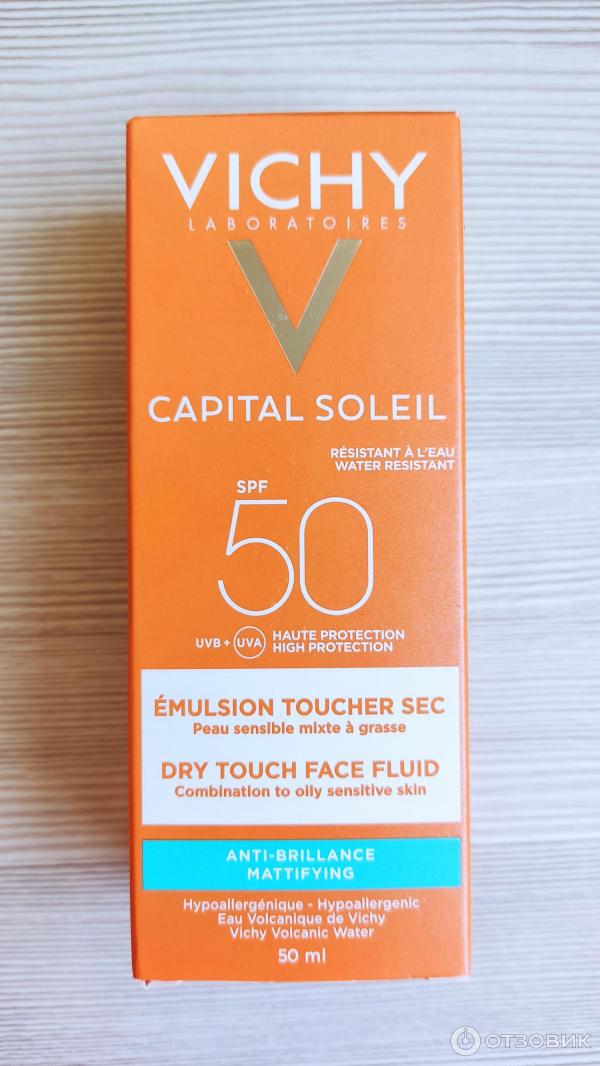 VICHY
LABORATOIRES
CAPITAL SOLEIL
RÉSISTANT À L'EAU
WATER RESISTANT
SPF
50
UVB + UVA HAUTE PROTECTION
HIGH PROTECTION
ÉMULSION TOUCHER SEC
Peau sensible mixte à grasse
DRY TOUCH FACE FLUID
Combination to oily sensitive skin
ANTI-BRILLANCE
MATTIFYING
Hypoallergénique - Hypoallergenic
Eau Volcanique de Vichy
Vichy Volcanic Water
50 ml
ОТЗОВИК